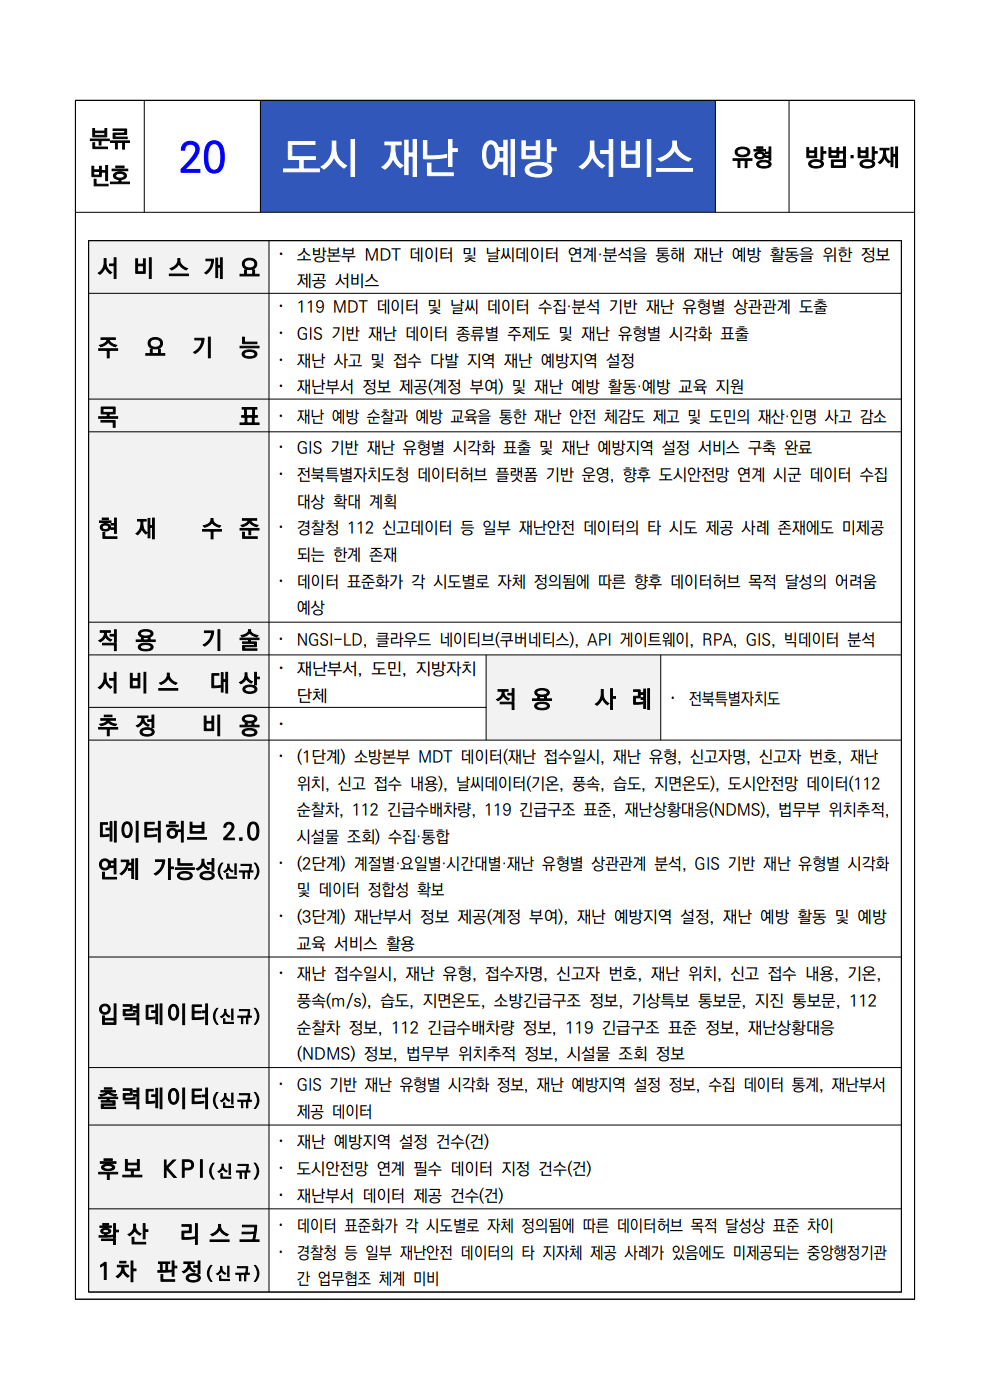 분류
번호
20
도시 재난 예방 서비스
유형
방범·방재
서비스개요
· 소방본부 MDT 데이터 및 날씨데이터 연계·분석을 통해 재난 예방 활동을 위한 정보
제공 서비스
주요기능
· 119 MDT 데이터 및 날씨 데이터 수집·분석 기반 재난 유형별 상관관계 도출
· GIS 기반 재난 데이터 종류별 주제도 및 재난 유형별 시각화 표출
· 재난 사고 및 접수 다발 지역 재난 예방지역 설정
· 재난부서 정보 제공(계정 부여) 및 재난 예방 활동·예방 교육 지원
목표
· 재난 예방 순찰과 예방 교육을 통한 재난 안전 체감도 제고 및 도민의 재산·인명 사고 감소
현재 수준
· GIS 기반 재난 유형별 시각화 표출 및 재난 예방지역 설정 서비스 구축 완료
· 전북특별자치도청 데이터허브 플랫폼 기반 운영, 향후 도시안전망 연계 시군 데이터 수집
대상 확대 계획
· 경찰청 112 신고데이터 등 일부 재난안전 데이터의 타 시도 제공 사례 존재에도 미제공
되는 한계 존재
· 데이터 표준화가 각 시도별로 자체 정의됨에 따른 향후 데이터허브 목적 달성의 어려움
예상
적용 기술
· NGSI-LD, 클라우드 네이티브(쿠버네티스), API 게이트웨이, RPA, GIS, 빅데이터 분석
서비스 대상
· 재난부서, 도민, 지방자치
단체
적용 사례
· 전북특별자치도
추정 비용
·
데이터허브 2.0
연계 가능성(신규)
· (1단계) 소방본부 MDT 데이터(재난 접수일시, 재난 유형, 신고자명, 신고자 번호, 재난
위치, 신고 접수 내용), 날씨데이터(기온, 풍속, 습도, 지면온도), 도시안전망 데이터(112
순찰차, 112 긴급수배차량, 119 긴급구조 표준, 재난상황대응(NDMS), 법무부 위치추적,
시설물 조회) 수집·통합
· (2단계) 계절별·요일별·시간대별·재난 유형별 상관관계 분석, GIS 기반 재난 유형별 시각화
및 데이터 정합성 확보
· (3단계) 재난부서 정보 제공(계정 부여), 재난 예방지역 설정, 재난 예방 활동 및 예방
교육 서비스 활용
입력데이터(신규)
· 재난 접수일시, 재난 유형, 접수자명, 신고자 번호, 재난 위치, 신고 접수 내용, 기온,
풍속(m/s), 습도, 지면온도, 소방긴급구조 정보, 기상특보 통보문, 지진 통보문, 112
순찰차 정보, 112 긴급수배차량 정보, 119 긴급구조 표준 정보, 재난상황대응
(NDMS) 정보, 법무부 위치추적 정보, 시설물 조회 정보
출력데이터(신규)
· GIS 기반 재난 유형별 시각화 정보, 재난 예방지역 설정 정보, 수집 데이터 통계, 재난부서
제공 데이터
후보 KPI(신규)
· 재난 예방지역 설정 건수(건)
· 도시안전망 연계 필수 데이터 지정 건수(건)
· 재난부서 데이터 제공 건수(건)
확산 리스크
1차 판정(신규)
· 데이터 표준화가 각 시도별로 자체 정의됨에 따른 데이터허브 목적 달성상 표준 차이
· 경찰청 등 일부 재난안전 데이터의 타 지자체 제공 사례가 있음에도 미제공되는 중앙행정기관
간 업무협조 체계 미비